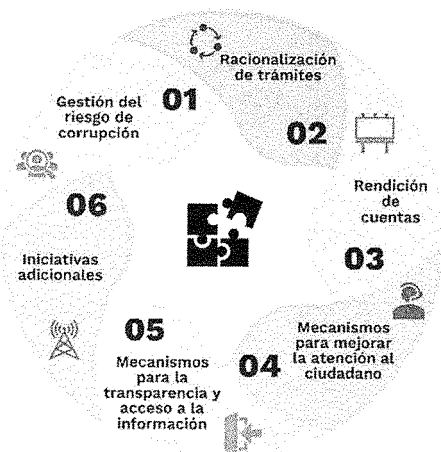 Gestión del
riesgo de
corrupción
01
Racionalización
de trámites
02
Rendición
de
cuentas
03
Mecanismos
para mejorar
la atención al
ciudadano
04
05
Mecanismos
para la
transparencia y
acceso a la
información
06
Iniciativas
adicionales